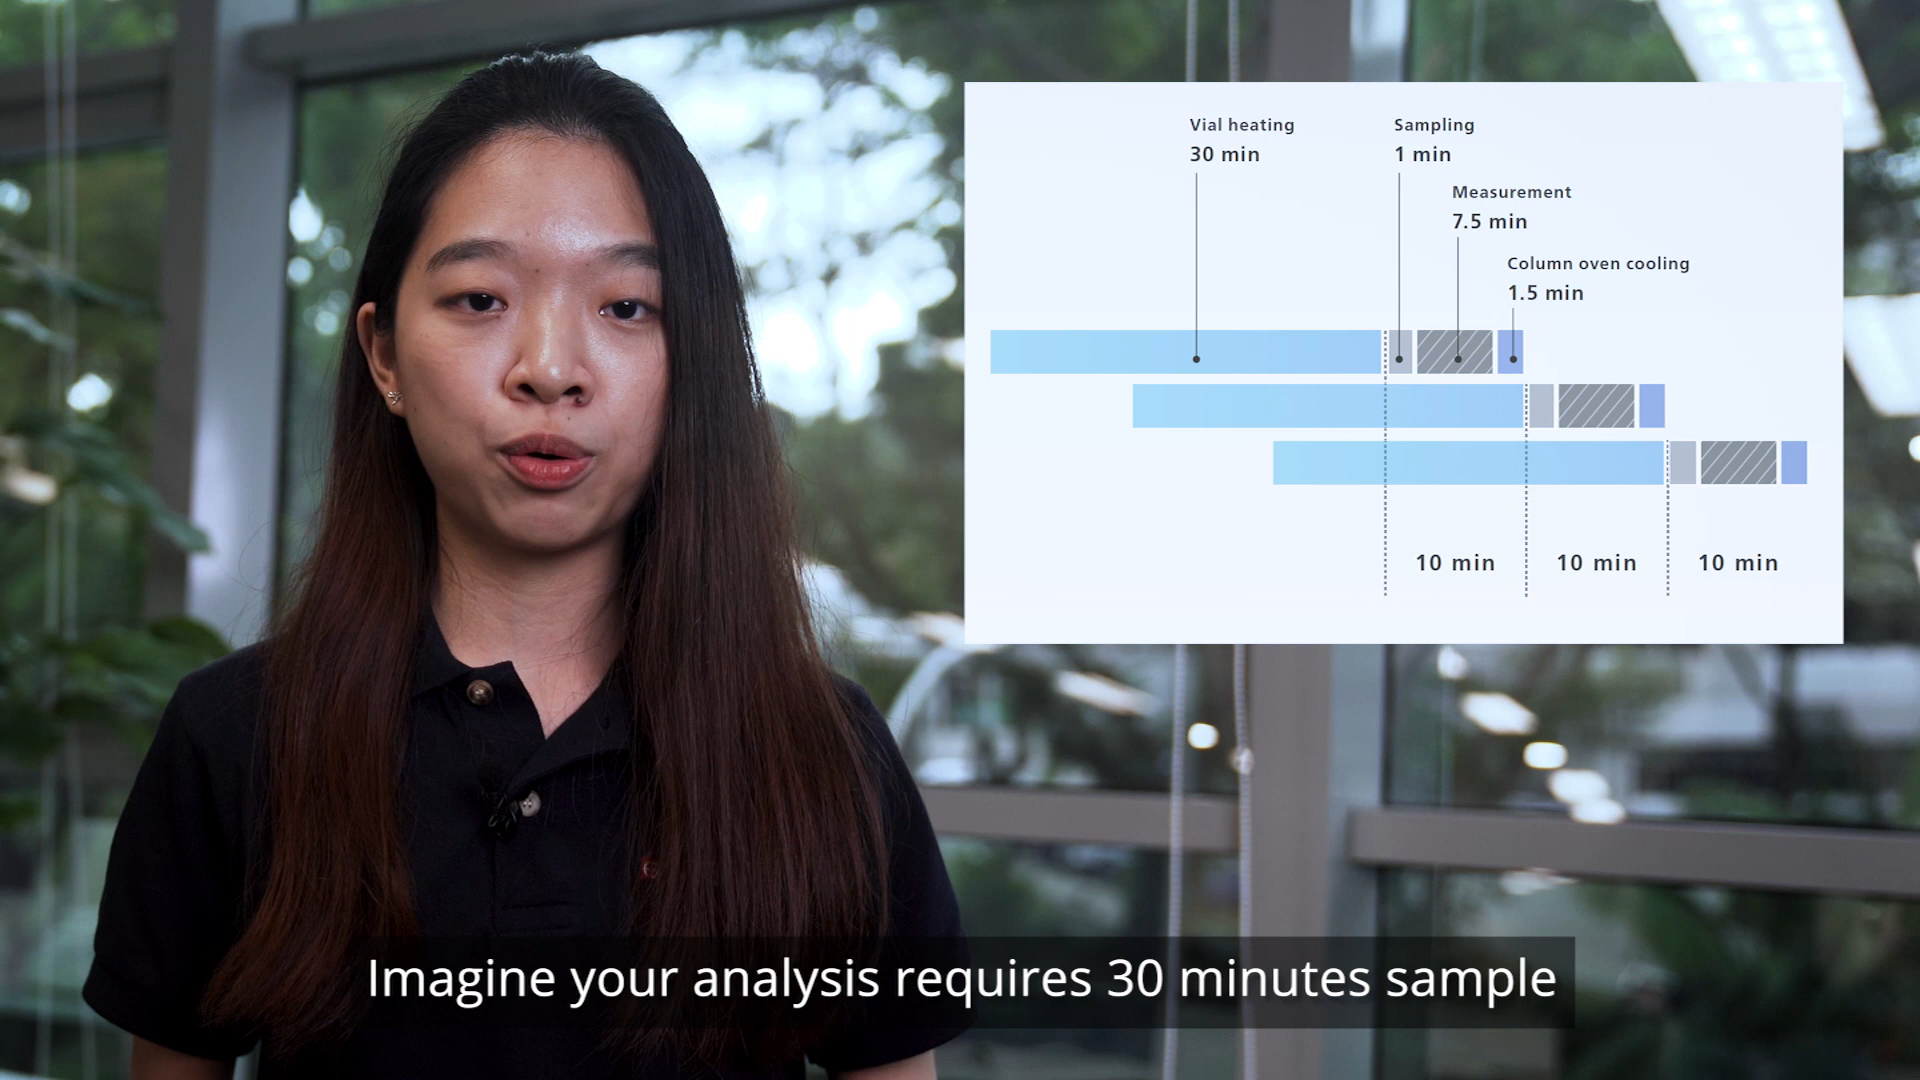 Vial heating
30 min
Sampling
1 min
Measurement
7.5 min
Column oven cooling
1.5 min
10 min
10 min
10 min
Imagine your analysis requires 30 minutes sample